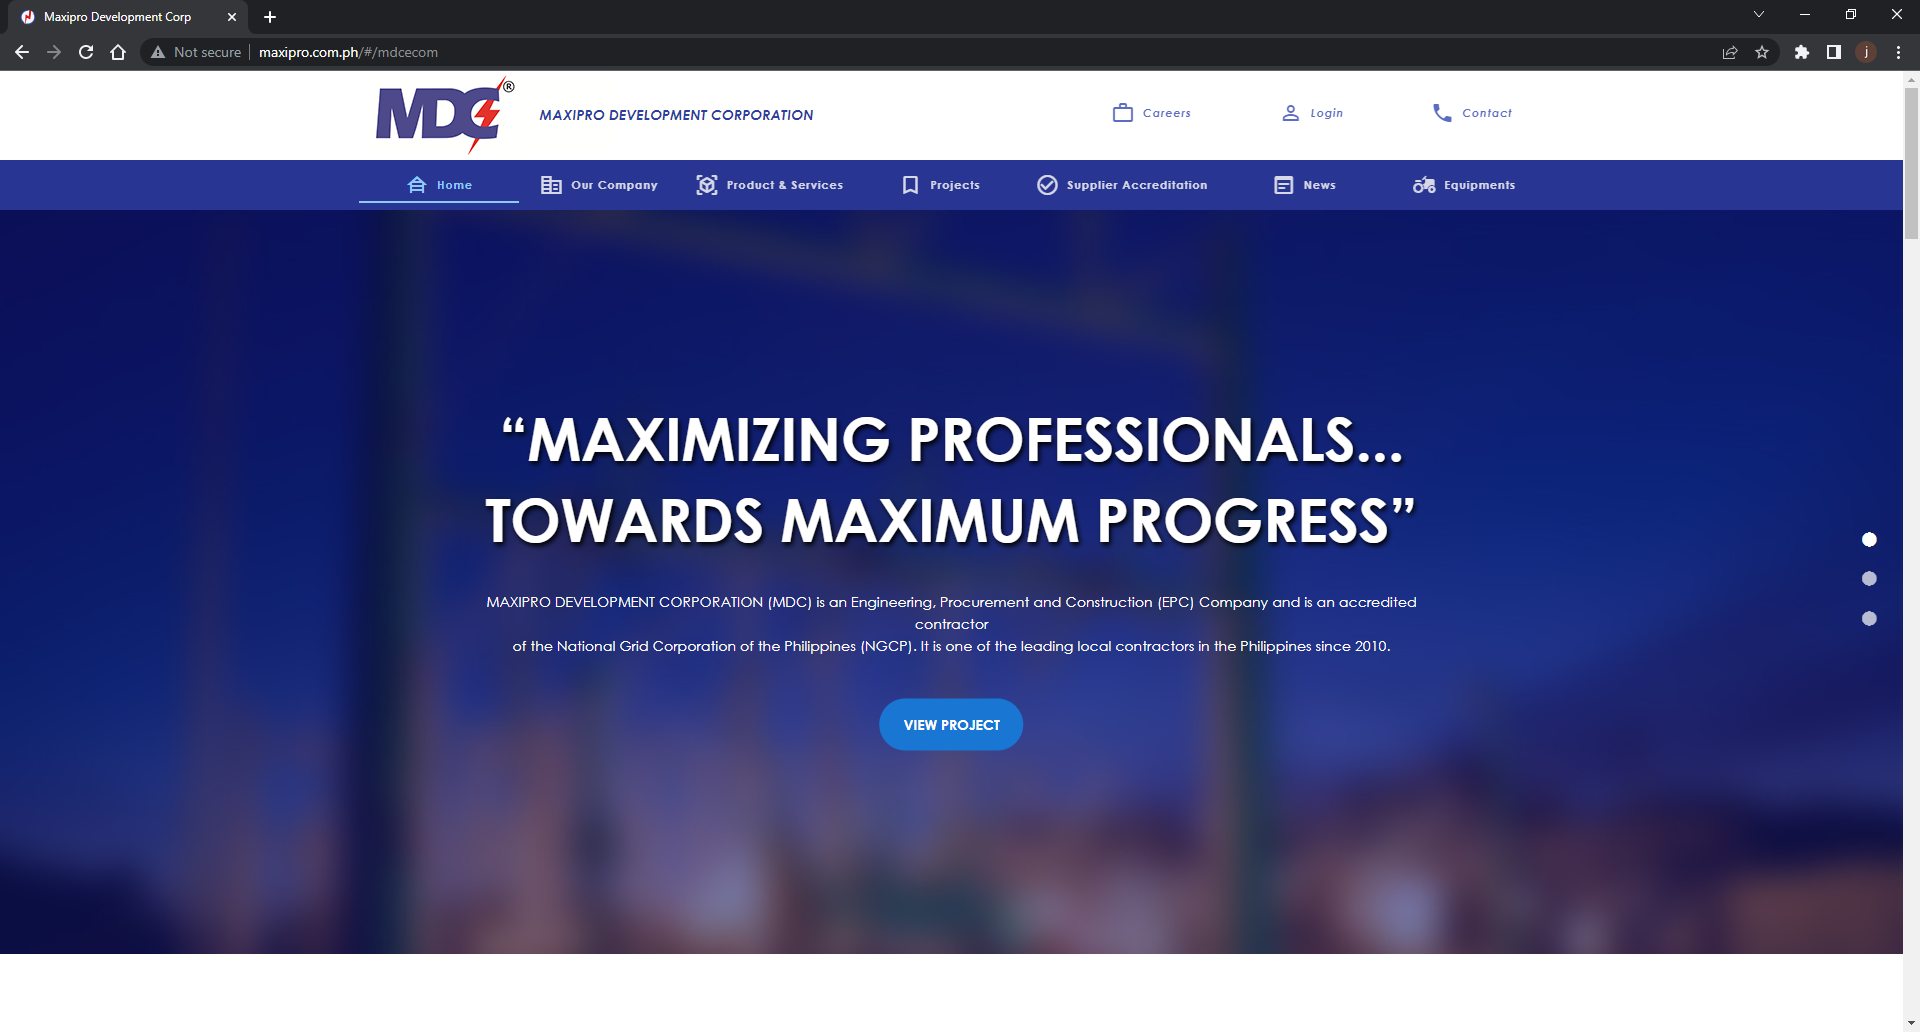 Maxipro Development Corp
Not secure
maxipro.com.ph/#/mdcecom
j
MDC®
MAXIPRO DEVELOPMENT CORPORATION
Careers
Login
Contact
Home
Our Company
Product & Services
Projects
Supplier Accreditation
News
Equipments
“MAXIMIZING PROFESSIONALS...
TOWARDS MAXIMUM PROGRESS”
MAXIPRO DEVELOPMENT CORPORATION (MDC) is an Engineering, Procurement and Construction (EPC) Company and is an accredited
contractor
of the National Grid Corporation of the Philippines (NGCP). It is one of the leading local contractors in the Philippines since 2010.
VIEW PROJECT